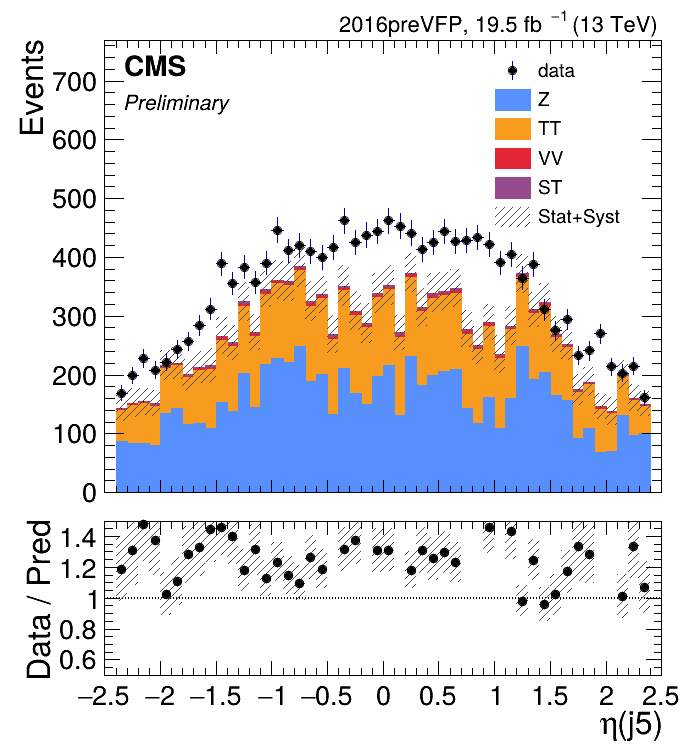 2016preVFP, 19.5 fb⁻¹ (13 TeV)
Events
CMS
Preliminary
data
Z
TT
VV
ST
Stat+Syst
700
600
500
400
300
200
100
0
Data / Pred
1.4
1.2
1
0.8
0.6
−2.5 −2 −1.5 −1 −0.5 0 0.5 1 1.5 2 2.5
η(j5)